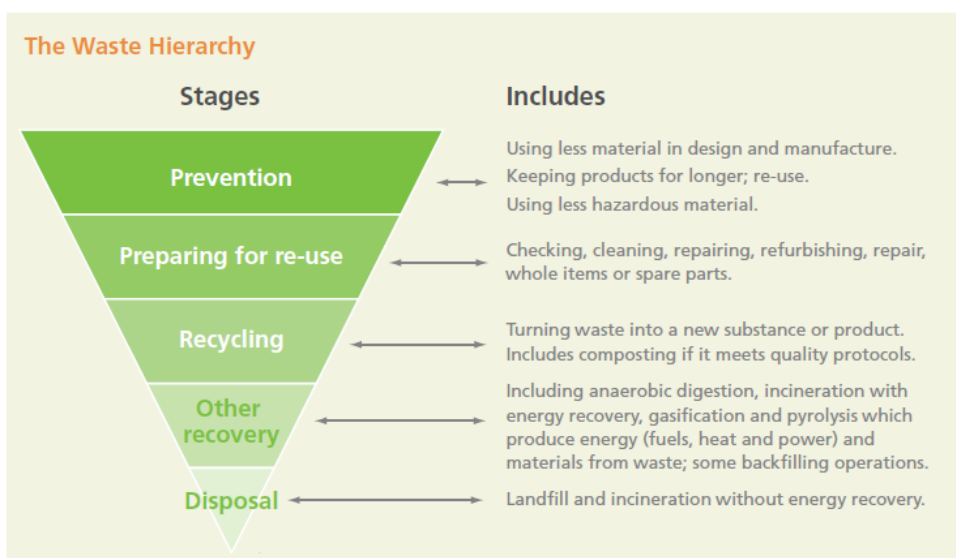 The Waste Hierarchy
Stages
Includes
Prevention
Using less material in design and manufacture.
Keeping products for longer; re-use.
Using less hazardous material.
Preparing for re-use
Checking, cleaning, repairing, refurbishing, repair,
whole items or spare parts.
Recycling
Turning waste into a new substance or product.
Includes composting if it meets quality protocols.
Other
recovery
Including anaerobic digestion, incineration with
energy recovery, gasification and pyrolysis which
produce energy (fuels, heat and power) and
materials from waste; some backfilling operations.
Disposal
Landfill and incineration without energy recovery.